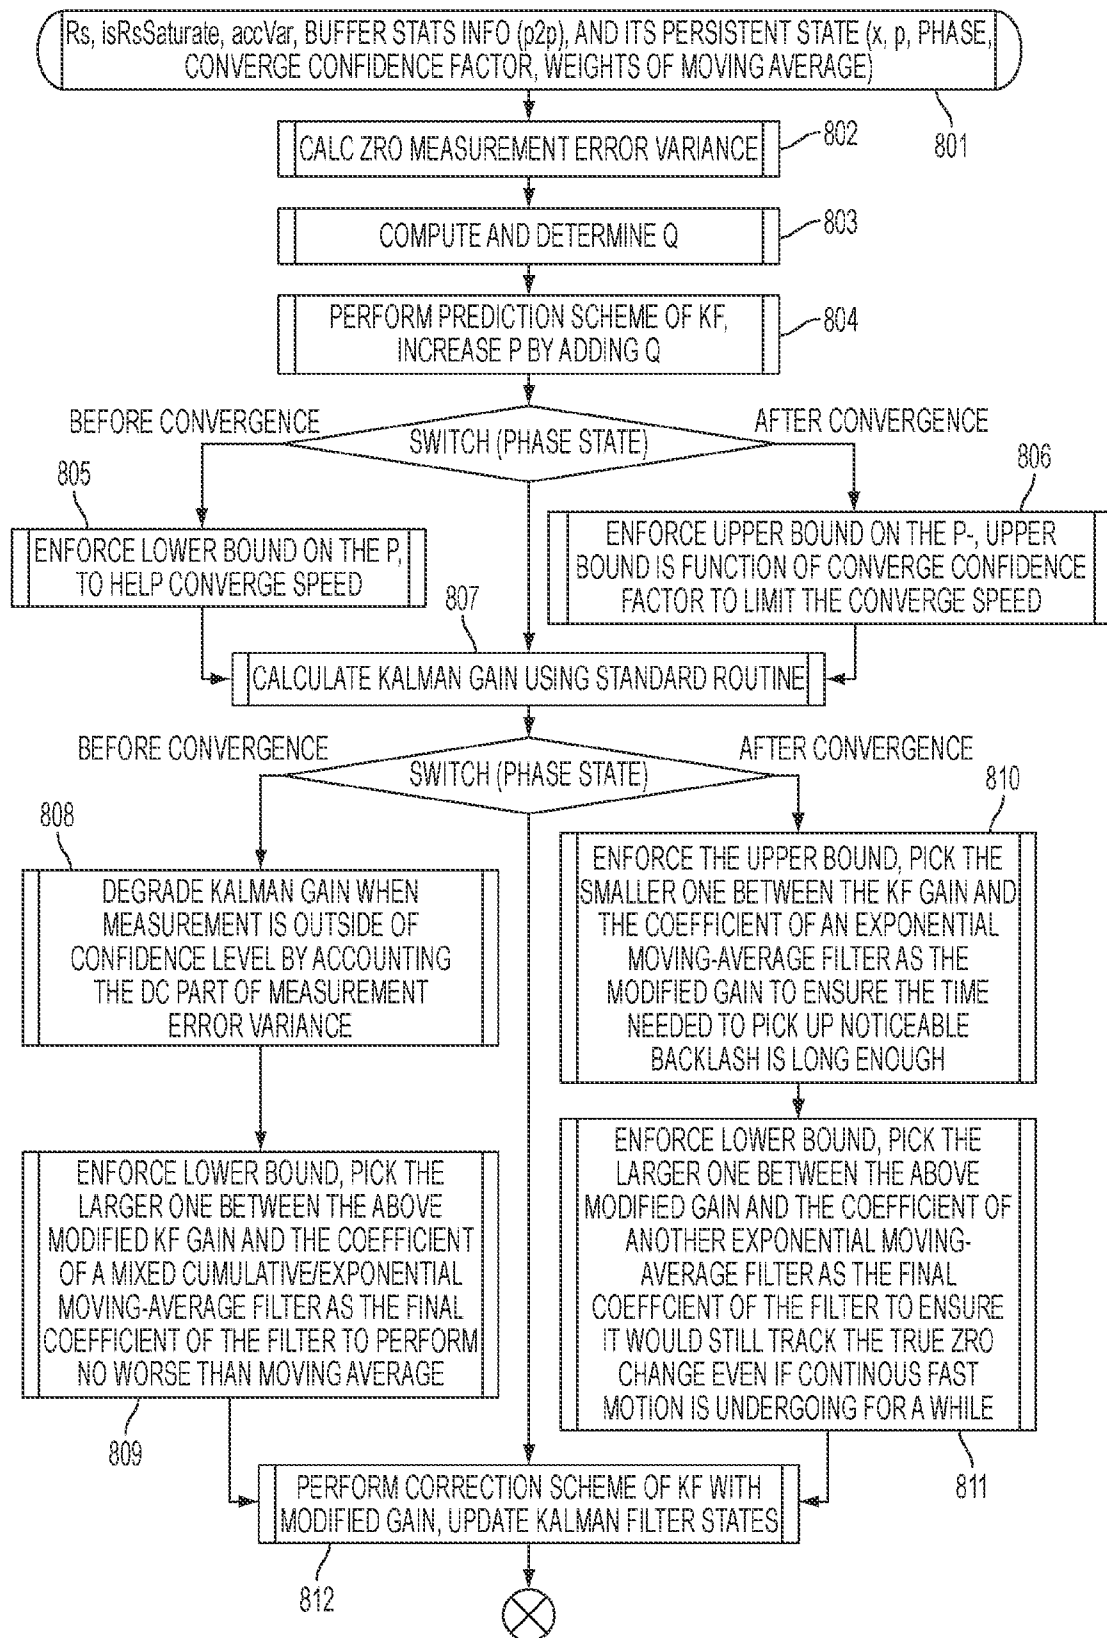 Rs, isRsSaturate, accVar, BUFFER STATS INFO (p2p), AND ITS PERSISTENT STATE (x, p, PHASE,
CONVERGE CONFIDENCE FACTOR, WEIGHTS OF MOVING AVERAGE)
801
CALC ZRO MEASUREMENT ERROR VARIANCE
802
COMPUTE AND DETERMINE Q
803
PERFORM PREDICTION SCHEME OF KF,
INCREASE P BY ADDING Q
804
BEFORE CONVERGENCE
SWITCH (PHASE STATE)
AFTER CONVERGENCE
805
ENFORCE LOWER BOUND ON THE P,
TO HELP CONVERGE SPEED
806
ENFORCE UPPER BOUND ON THE P-, UPPER
BOUND IS FUNCTION OF CONVERGE CONFIDENCE
FACTOR TO LIMIT THE CONVERGE SPEED
807
CALCULATE KALMAN GAIN USING STANDARD ROUTINE
BEFORE CONVERGENCE
SWITCH (PHASE STATE)
AFTER CONVERGENCE
808
DEGRADE KALMAN GAIN WHEN
MEASUREMENT IS OUTSIDE OF
CONFIDENCE LEVEL BY ACCOUNTING
THE DC PART OF MEASUREMENT
ERROR VARIANCE
810
ENFORCE THE UPPER BOUND, PICK THE
SMALLER ONE BETWEEN THE KF GAIN AND
THE COEFFICIENT OF AN EXPONENTIAL
MOVING-AVERAGE FILTER AS THE
MODIFIED GAIN TO ENSURE THE TIME
NEEDED TO PICK UP NOTICEABLE
BACKLASH IS LONG ENOUGH
ENFORCE LOWER BOUND, PICK THE
LARGER ONE BETWEEN THE ABOVE
MODIFIED KF GAIN AND THE COEFFICIENT
OF A MIXED CUMULATIVE/EXPONENTIAL
MOVING-AVERAGE FILTER AS THE FINAL
COEFFICIENT OF THE FILTER TO PERFORM
NO WORSE THAN MOVING AVERAGE
809
ENFORCE LOWER BOUND, PICK THE
LARGER ONE BETWEEN THE ABOVE
MODIFIED GAIN AND THE COEFFICIENT OF
ANOTHER EXPONENTIAL MOVING-
AVERAGE FILTER AS THE FINAL
COEFFCIENT OF THE FILTER TO ENSURE
IT WOULD STILL TRACK THE TRUE ZRO
CHANGE EVEN IF CONTINOUS FAST
MOTION IS UNDERGOING FOR A WHILE
811
PERFORM CORRECTION SCHEME OF KF WITH
MODIFIED GAIN, UPDATE KALMAN FILTER STATES
812